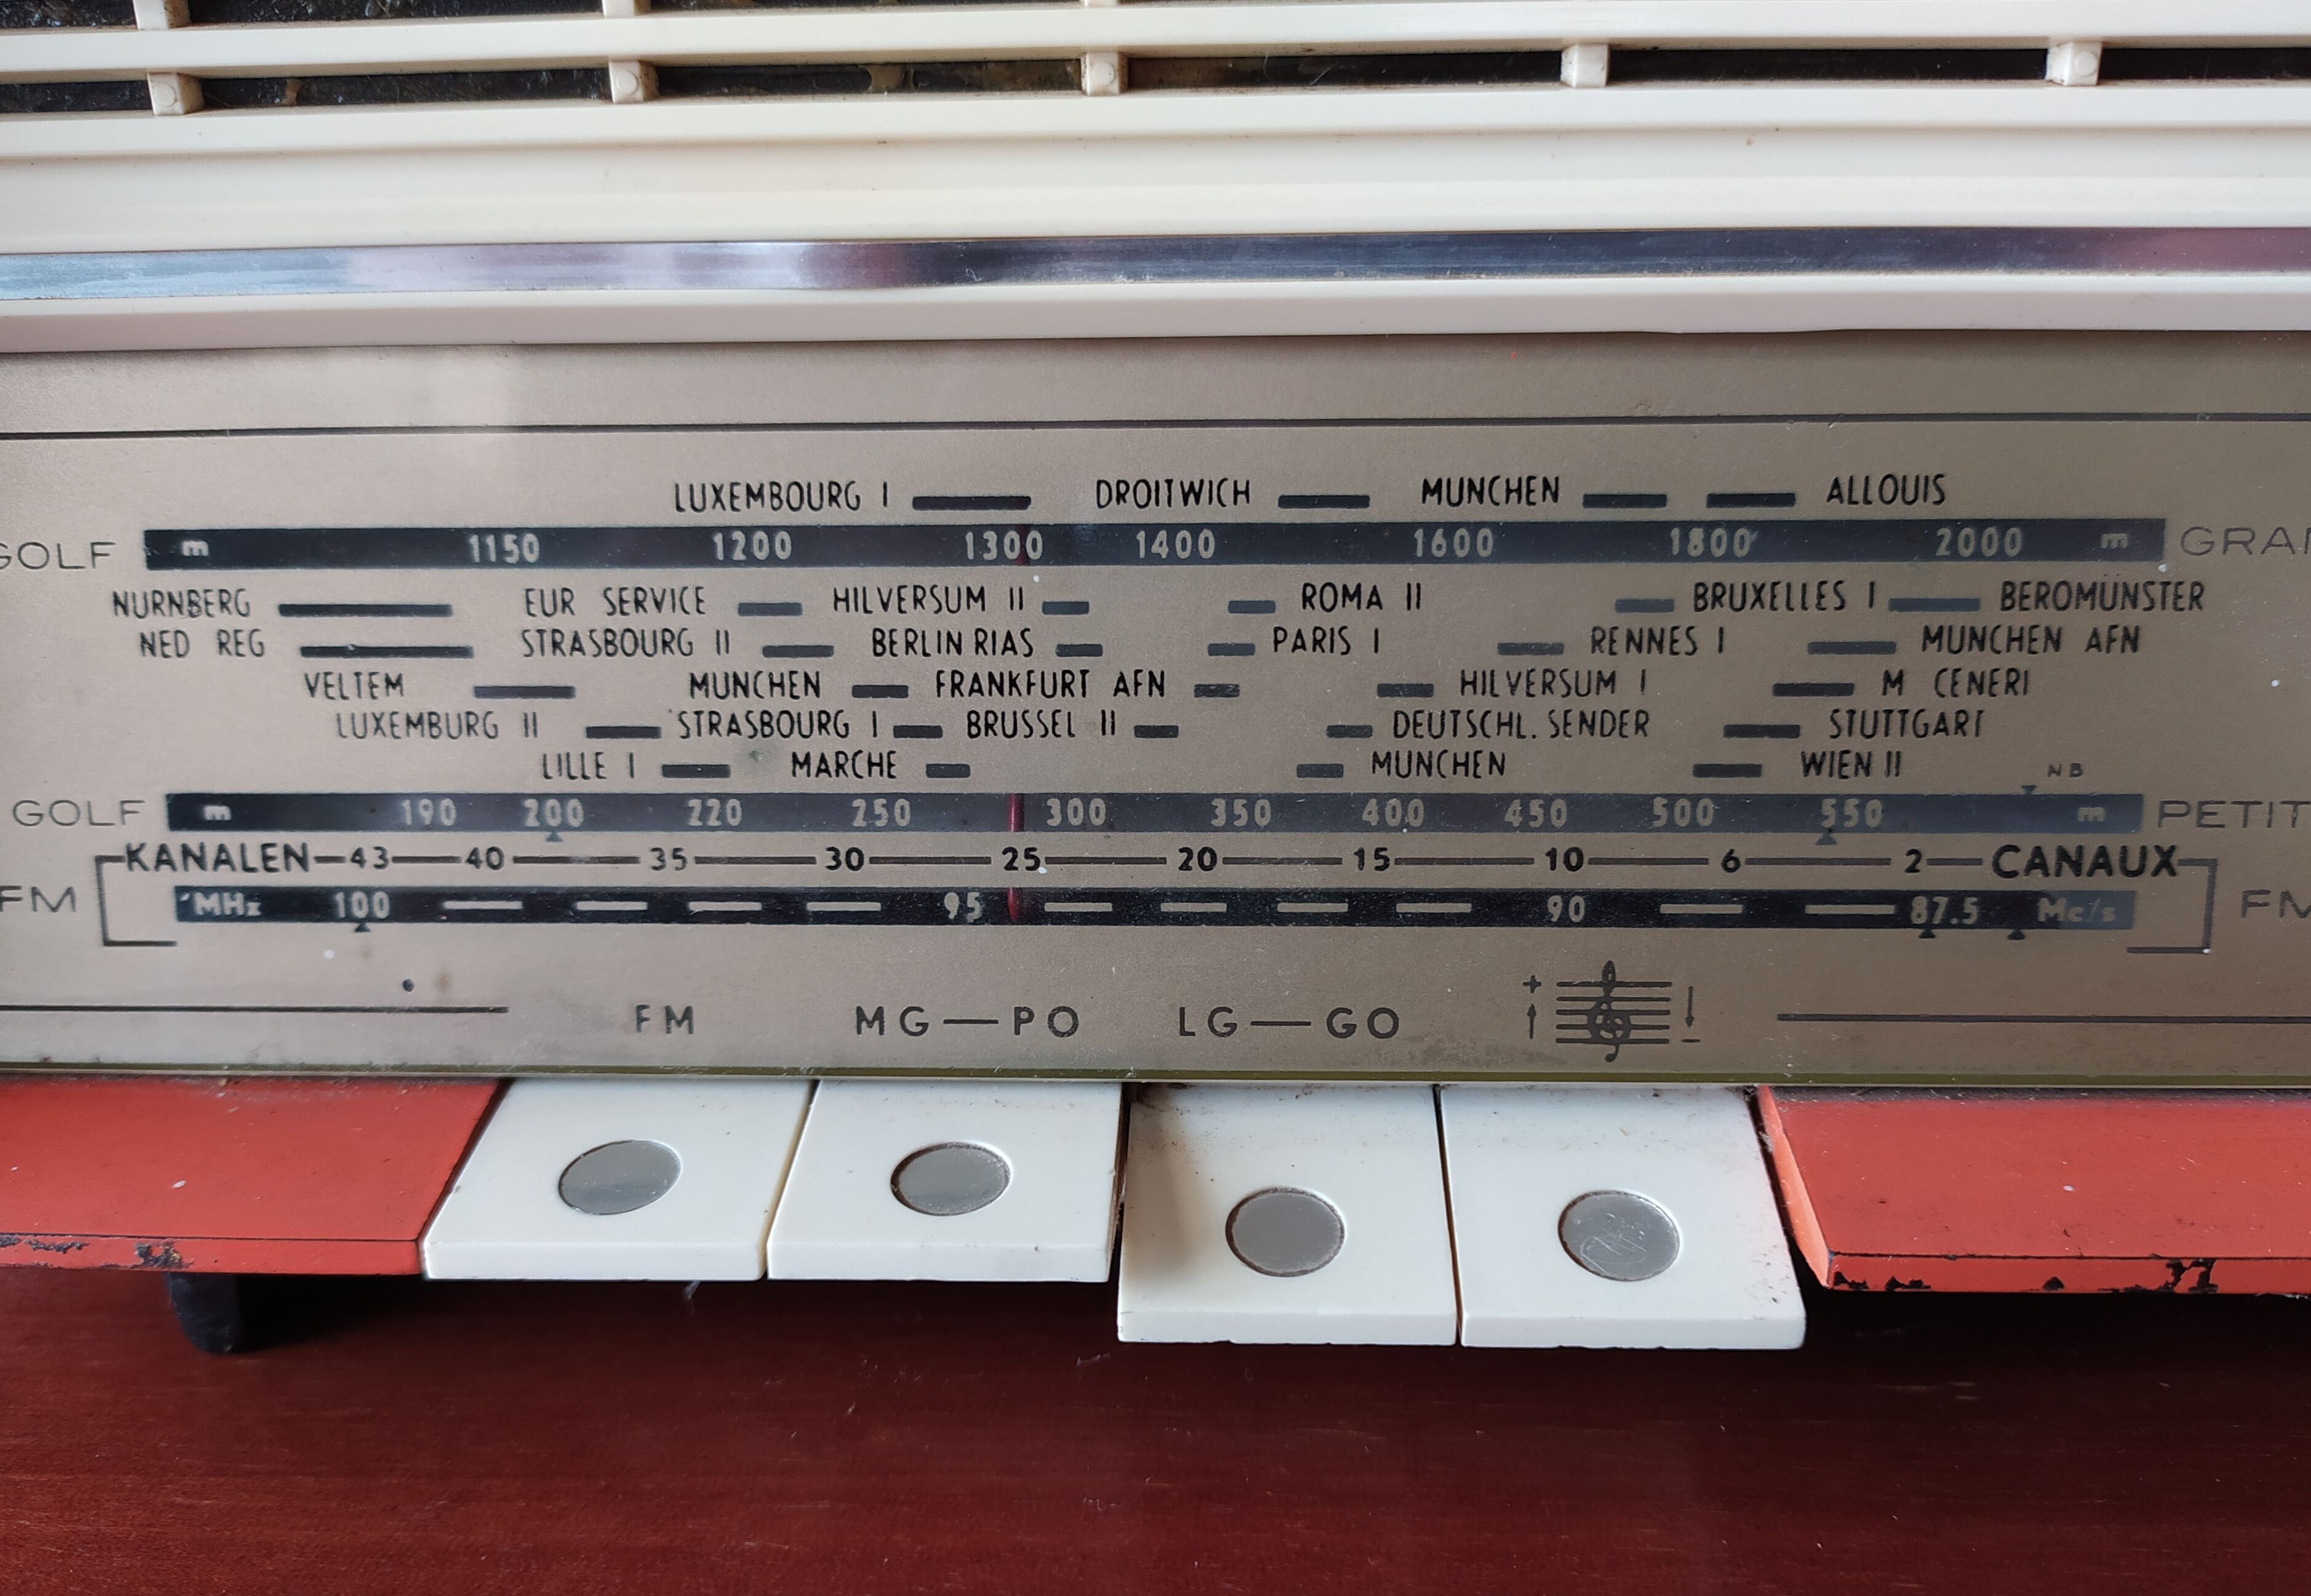 LUXEMBOURG I DROITWICH MUNCHEN ALLOUIS
GOLF m 1150 1200 1300 1400 1600 1800 2000 m GRAN
NURNBERG EUR SERVICE HILVERSUM II ROMA II BRUXELLES I BEROMÜNSTER
NED REG STRASBOURG II BERLIN RIAS PARIS I RENNES I MUNCHEN AFN
VELTEM MUNCHEN FRANKFURT AFN HILVERSUM I M CENERI
LUXEMBURG II STRASBOURG I BRUSSEL II DEUTSCHL. SENDER STUTTGART
LILLE I MARCHE MUNCHEN WIEN II NB
GOLF m 190 200 220 250 300 350 400 450 500 550 m PETIT
KANALEN—43—40—35—30—25—20—15—10—6—2—CANAUX
FM MHz 100 95 90 87.5 Mc/s FM
FM MG—PO LG—GO + ↑ ↓ −